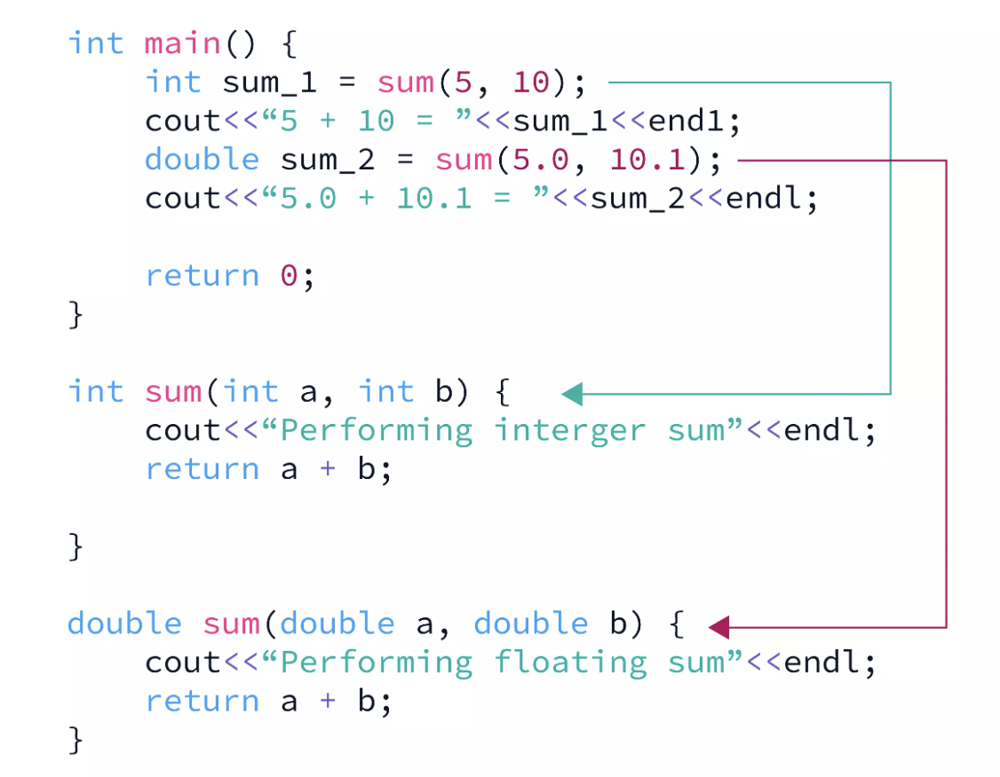 int main() {
int sum_1 = sum(5, 10);
cout<<“5 + 10 = ”<<sum_1<<end1;
double sum_2 = sum(5.0, 10.1);
cout<<“5.0 + 10.1 = ”<<sum_2<<endl;
return 0;
}
int sum(int a, int b) {
cout<<“Performing interger sum”<<endl;
return a + b;
}
double sum(double a, double b) {
cout<<“Performing floating sum”<<endl;
return a + b;
}